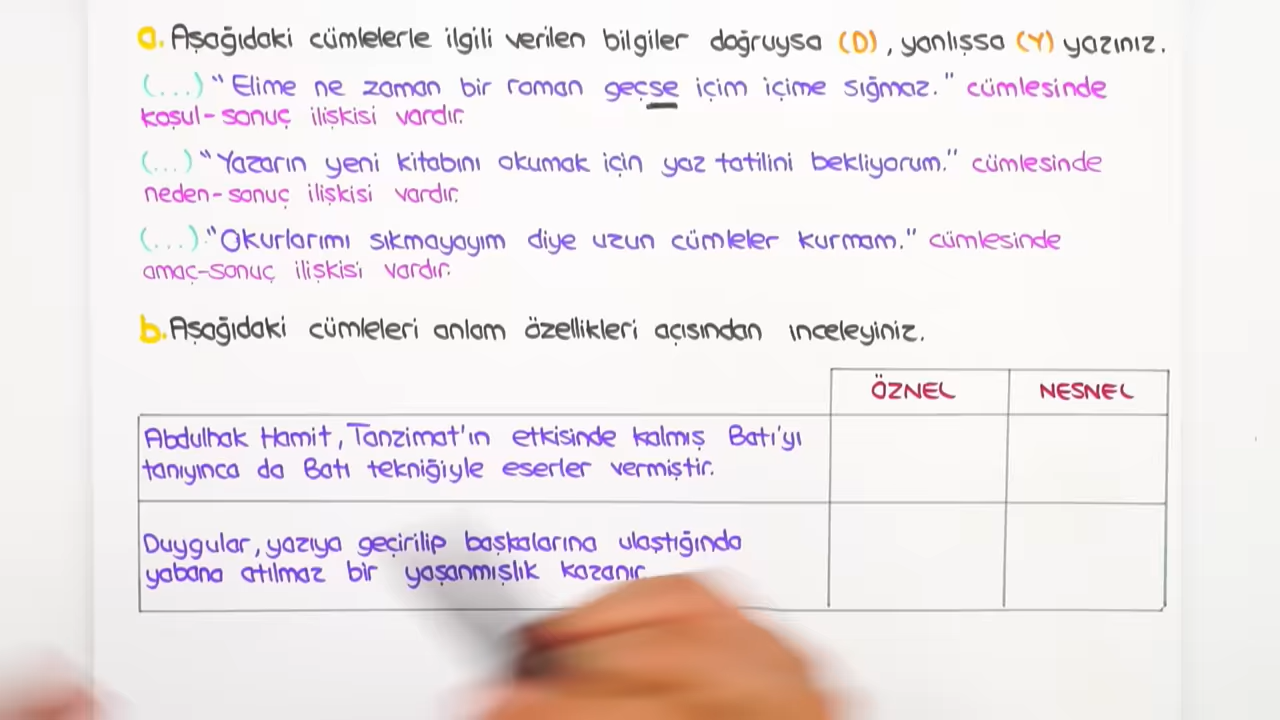 a. Aşağıdaki cümlelerle ilgili verilen bilgiler doğruysa (D), yanlışsa (Y) yazınız.
(...) "Elime ne zaman bir roman geçse içim içime sığmaz." cümlesinde
koşul-sonuç ilişkisi vardır.
(...) "Yazarın yeni kitabını okumak için yaz tatilini bekliyorum." cümlesinde
neden-sonuç ilişkisi vardır.
(...) "Okurlarımı sıkmayayım diye uzun cümleler kurmam." cümlesinde
amaç-sonuç ilişkisi vardır.
b. Aşağıdaki cümleleri anlam özellikleri açısından inceleyiniz.
ÖZNEL NESNEL
Abdulhak Hamit, Tanzimat'ın etkisinde kalmış Batı'yı
tanıyınca da Batı tekniğiyle eserler vermiştir.
Duygular, yazıya geçirilip başkalarına ulaştığında
yabana atılmaz bir yaşanmışlık kazanır